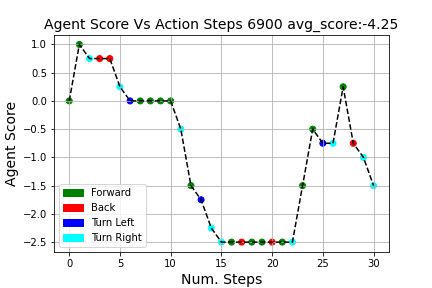 Agent Score Vs Action Steps 6900 avg_score:-4.25
1.0
0.5
0.0
−0.5
−1.0
−1.5
−2.0
−2.5
Agent Score
Forward
Back
Turn Left
Turn Right
0 5 10 15 20 25 30
Num. Steps